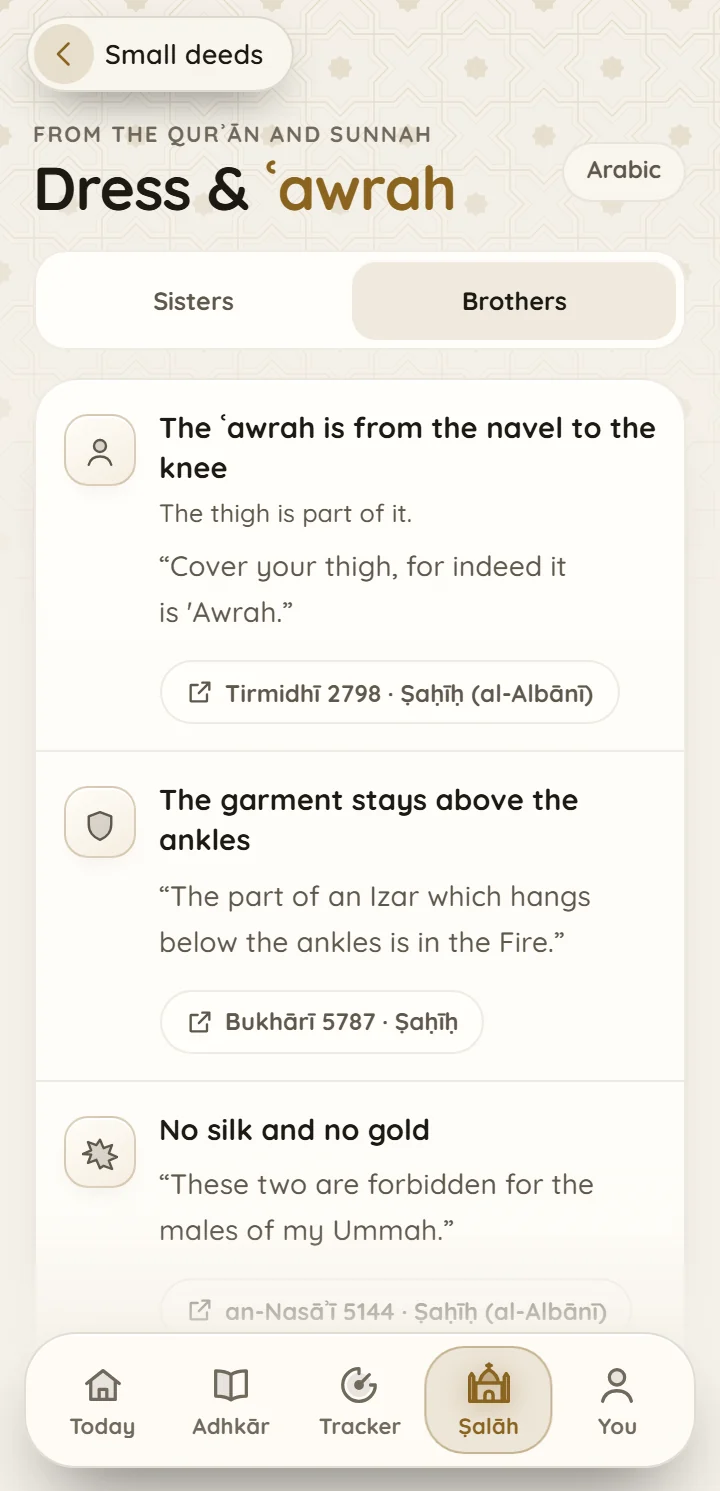 Small deeds
FROM THE QURʾĀN AND SUNNAH
Dress & ʿawrah
Arabic
Sisters
Brothers
The ʿawrah is from the navel to the
knee
The thigh is part of it.
“Cover your thigh, for indeed it
is 'Awrah.”
Tirmidhī 2798 · Ṣaḥīḥ (al-Albānī)
The garment stays above the
ankles
“The part of an Izar which hangs
below the ankles is in the Fire.”
Bukhārī 5787 · Ṣaḥīḥ
No silk and no gold
“These two are forbidden for the
males of my Ummah.”
an-Nasāʾī 5144 · Ṣaḥīḥ (al-Albānī)
Today
Adhkār
Tracker
Ṣalāh
You